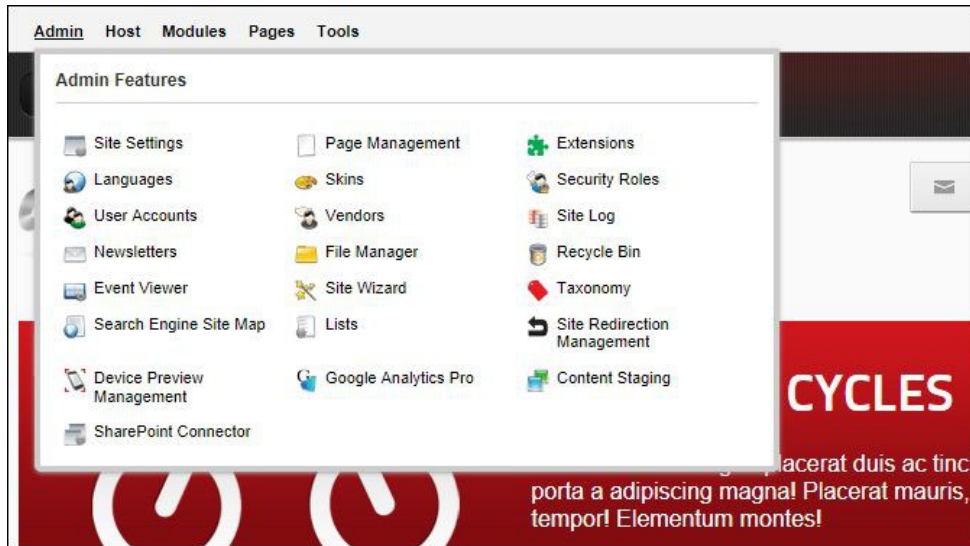 Admin Host Modules Pages Tools
Admin Features
Site Settings Page Management Extensions
Languages Skins Security Roles
User Accounts Vendors Site Log
Newsletters File Manager Recycle Bin
Event Viewer Site Wizard Taxonomy
Search Engine Site Map Lists Site Redirection
Management
Device Preview Google Analytics Pro Content Staging
Management
SharePoint Connector
CYCLES
placerat duis ac tinc
porta a adipiscing magna! Placerat mauris,
tempor! Elementum montes!